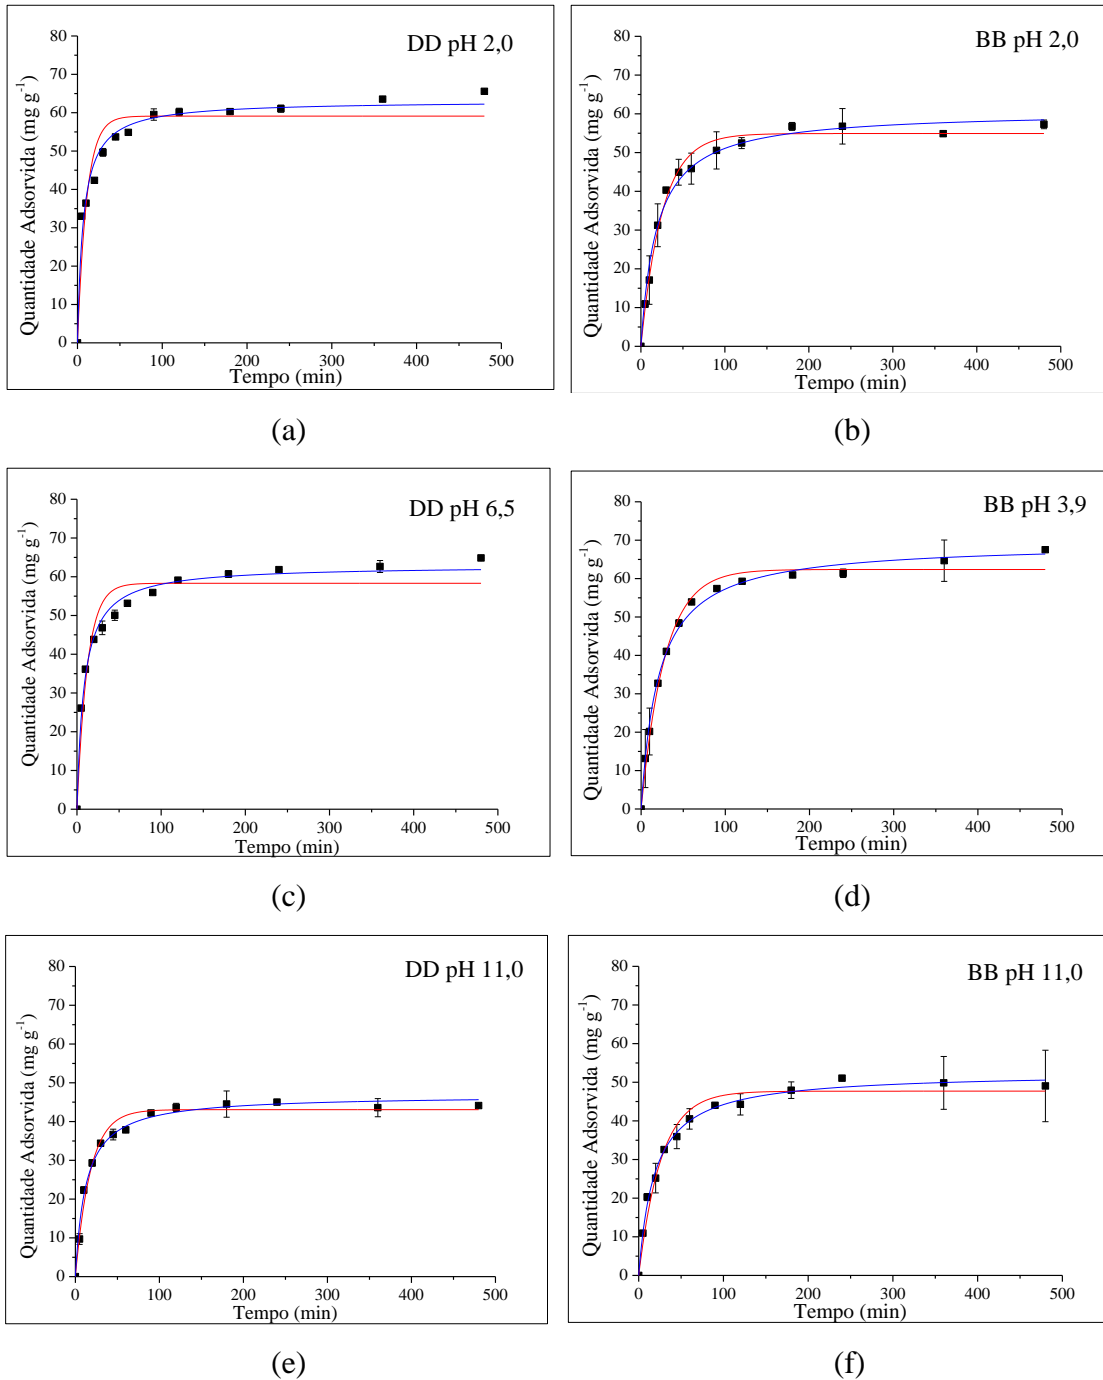 DD pH 2,0
Quantidade Adsorvida (mg g-1)
80
70
60
50
40
30
20
10
0
0 100 200 300 400 500
Tempo (min)
(a)
BB pH 2,0
Quantidade Adsorvida (mg g-1)
80
70
60
50
40
30
20
10
0
0 100 200 300 400 500
Tempo (min)
(b)
DD pH 6,5
Quantidade Adsorvida (mg g-1)
80
70
60
50
40
30
20
10
0
0 100 200 300 400 500
Tempo (min)
(c)
BB pH 3,9
Quantidade Adsorvida (mg g-1)
80
70
60
50
40
30
20
10
0
0 100 200 300 400 500
Tempo (min)
(d)
DD pH 11,0
Quantidade Adsorvida (mg g-1)
80
70
60
50
40
30
20
10
0
0 100 200 300 400 500
Tempo (min)
(e)
BB pH 11,0
Quantidade Adsorvida (mg g-1)
80
70
60
50
40
30
20
10
0
0 100 200 300 400 500
Tempo (min)
(f)